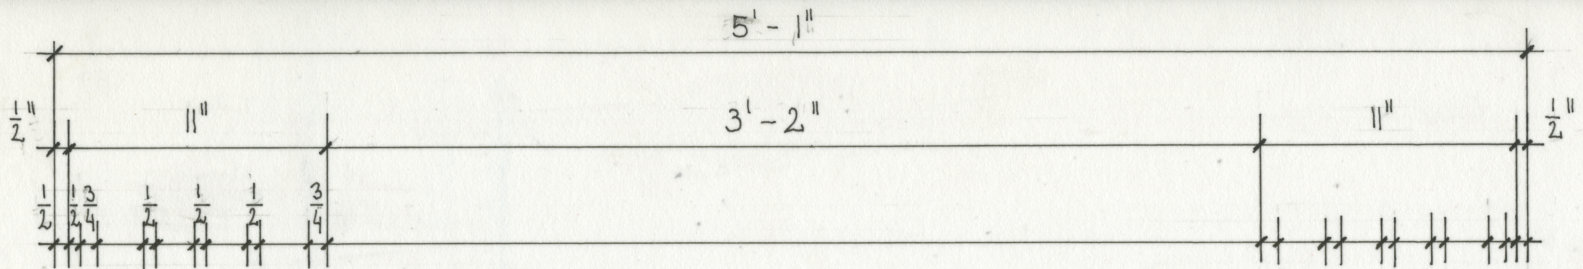 5' - 1"
1/2" 11" 3' - 2" 11" 1/2"
1/2 1/2 3/4 1/2 1/2 1/2 3/4